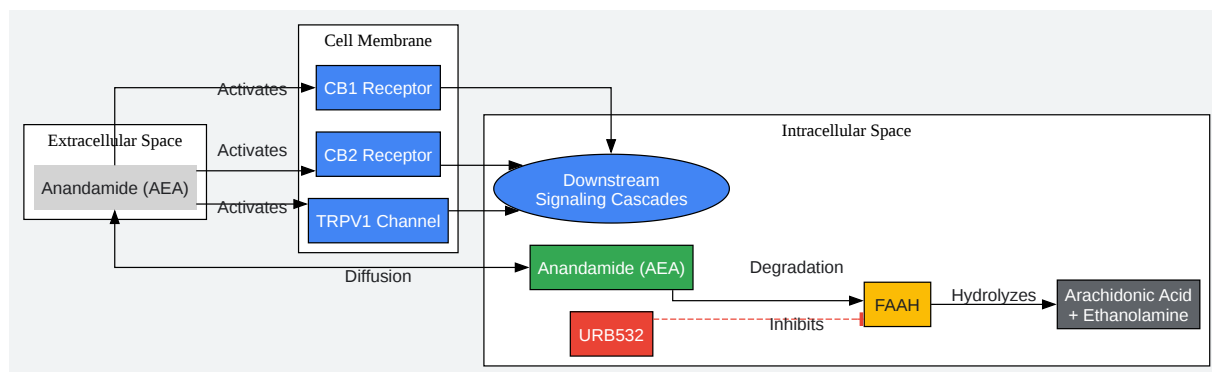 Cell Membrane
Activates
CB1 Receptor
Extracellular Space
Intracellular Space
Activates
CB2 Receptor
Anandamide (AEA)
Downstream
Signaling Cascades
Activates
TRPV1 Channel
Diffusion
Anandamide (AEA)
Degradation
FAAH
Hydrolyzes
Arachidonic Acid
+ Ethanolamine
URB532
Inhibits